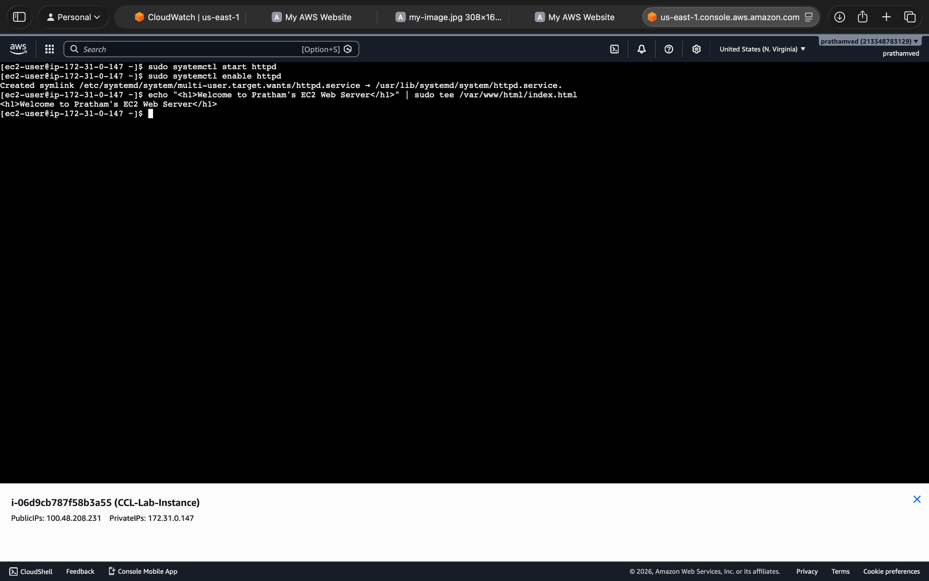 Personal
CloudWatch | us-east-1
My AWS Website
my-image.jpg 308×16...
My AWS Website
us-east-1.console.aws.amazon.com
aws
Search
[Option+S]
United States (N. Virginia)
prathamved (213348783129)
prathamved
[ec2-user@ip-172-31-0-147 ~]$ sudo systemctl start httpd
[ec2-user@ip-172-31-0-147 ~]$ sudo systemctl enable httpd
Created symlink /etc/systemd/system/multi-user.target.wants/httpd.service → /usr/lib/systemd/system/httpd.service.
[ec2-user@ip-172-31-0-147 ~]$ echo "<h1>Welcome to Pratham's EC2 Web Server</h1>" | sudo tee /var/www/html/index.html
<h1>Welcome to Pratham's EC2 Web Server</h1>
[ec2-user@ip-172-31-0-147 ~]$
i-06d9cb787f58b3a55 (CCL-Lab-Instance)
PublicIPs: 100.48.208.231 PrivateIPs: 172.31.0.147
CloudShell Feedback Console Mobile App © 2026, Amazon Web Services, Inc. or its affiliates. Privacy Terms Cookie preferences